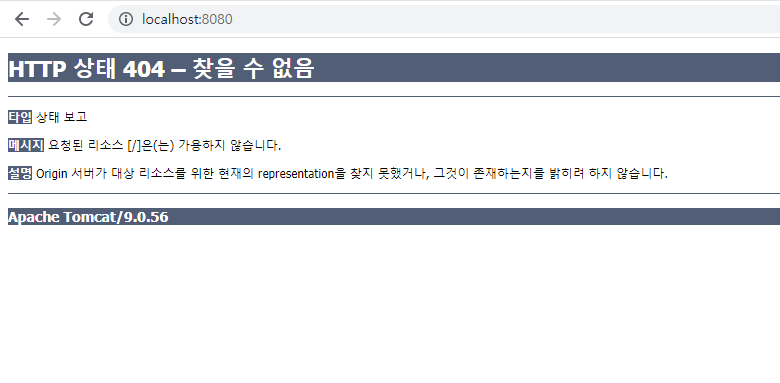 localhost:8080
HTTP 상태 404 – 찾을 수 없음
타입 상태 보고
메시지 요청된 리소스 [/]은(는) 가용하지 않습니다.
설명 Origin 서버가 대상 리소스를 위한 현재의 representation을 찾지 못했거나, 그것이 존재하는지를 밝히려 하지 않습니다.
Apache Tomcat/9.0.56